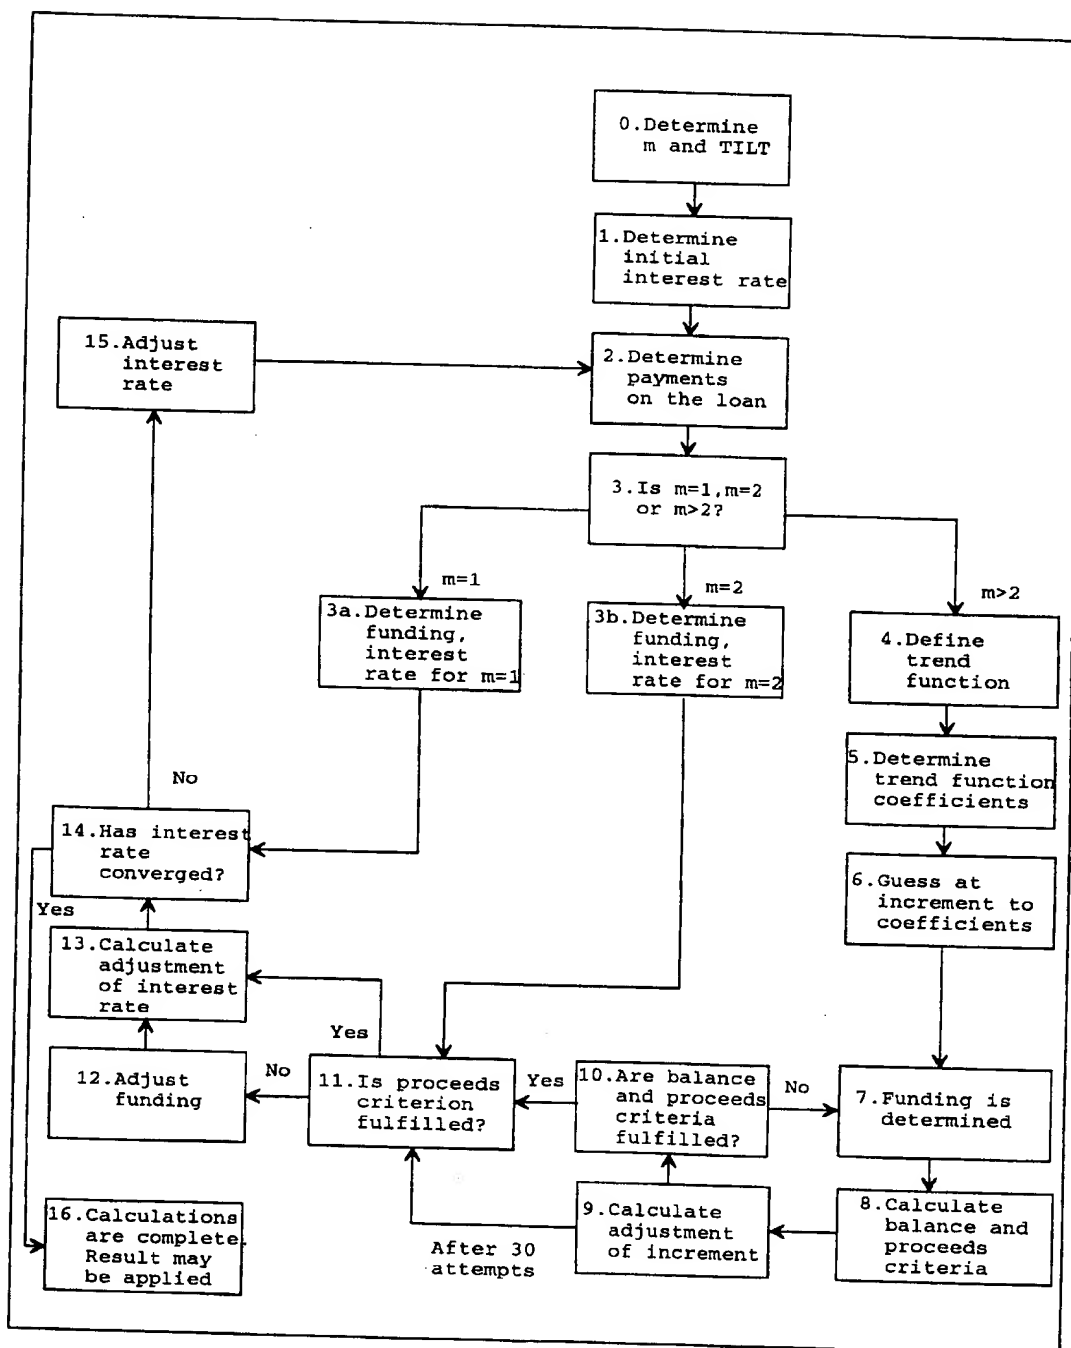 0.Determine
m and TILT
1.Determine
initial
interest rate
15.Adjust
interest
rate
2.Determine
payments
on the loan
3.Is m=1,m=2
or m>2?
m=1
m=2
m>2
3a.Determine
funding,
interest
rate for m=1
3b.Determine
funding,
interest
rate for m=2
4.Define
trend
function
5.Determine
trend function
coefficients
No
14.Has interest
rate
converged?
6.Guess at
increment to
coefficients
Yes
13.Calculate
adjustment
of interest
rate
Yes
12.Adjust
funding
No
11.Is proceeds
criterion
fulfilled?
Yes
10.Are balance
and proceeds
criteria
fulfilled?
No
7.Funding is
determined
16.Calculations
are complete.
Result may
be applied
After 30
attempts
9.Calculate
adjustment
of increment
8.Calculate
balance and
proceeds
criteria